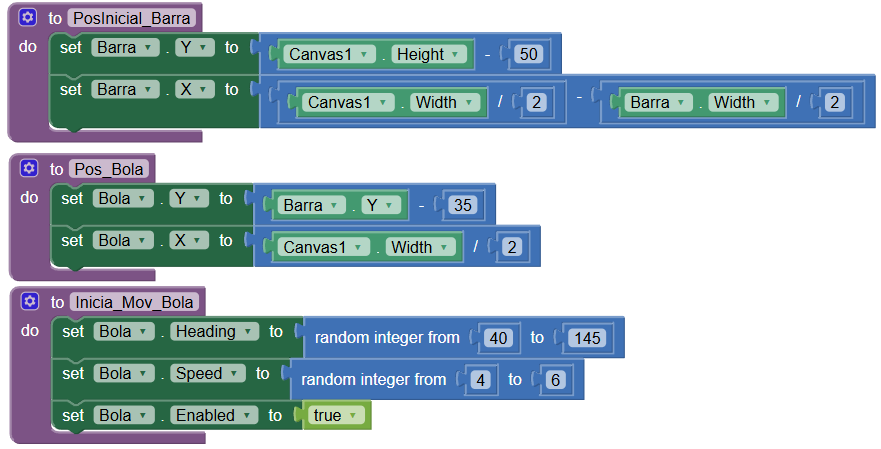 to PosInicial_Barra
do set Barra . Y to Canvas1 . Height - 50
set Barra . X to Canvas1 . Width / 2 - Barra . Width / 2
to Pos_Bola
do set Bola . Y to Barra . Y - 35
set Bola . X to Canvas1 . Width / 2
to Inicia_Mov_Bola
do set Bola . Heading to random integer from 40 to 145
set Bola . Speed to random integer from 4 to 6
set Bola . Enabled to true